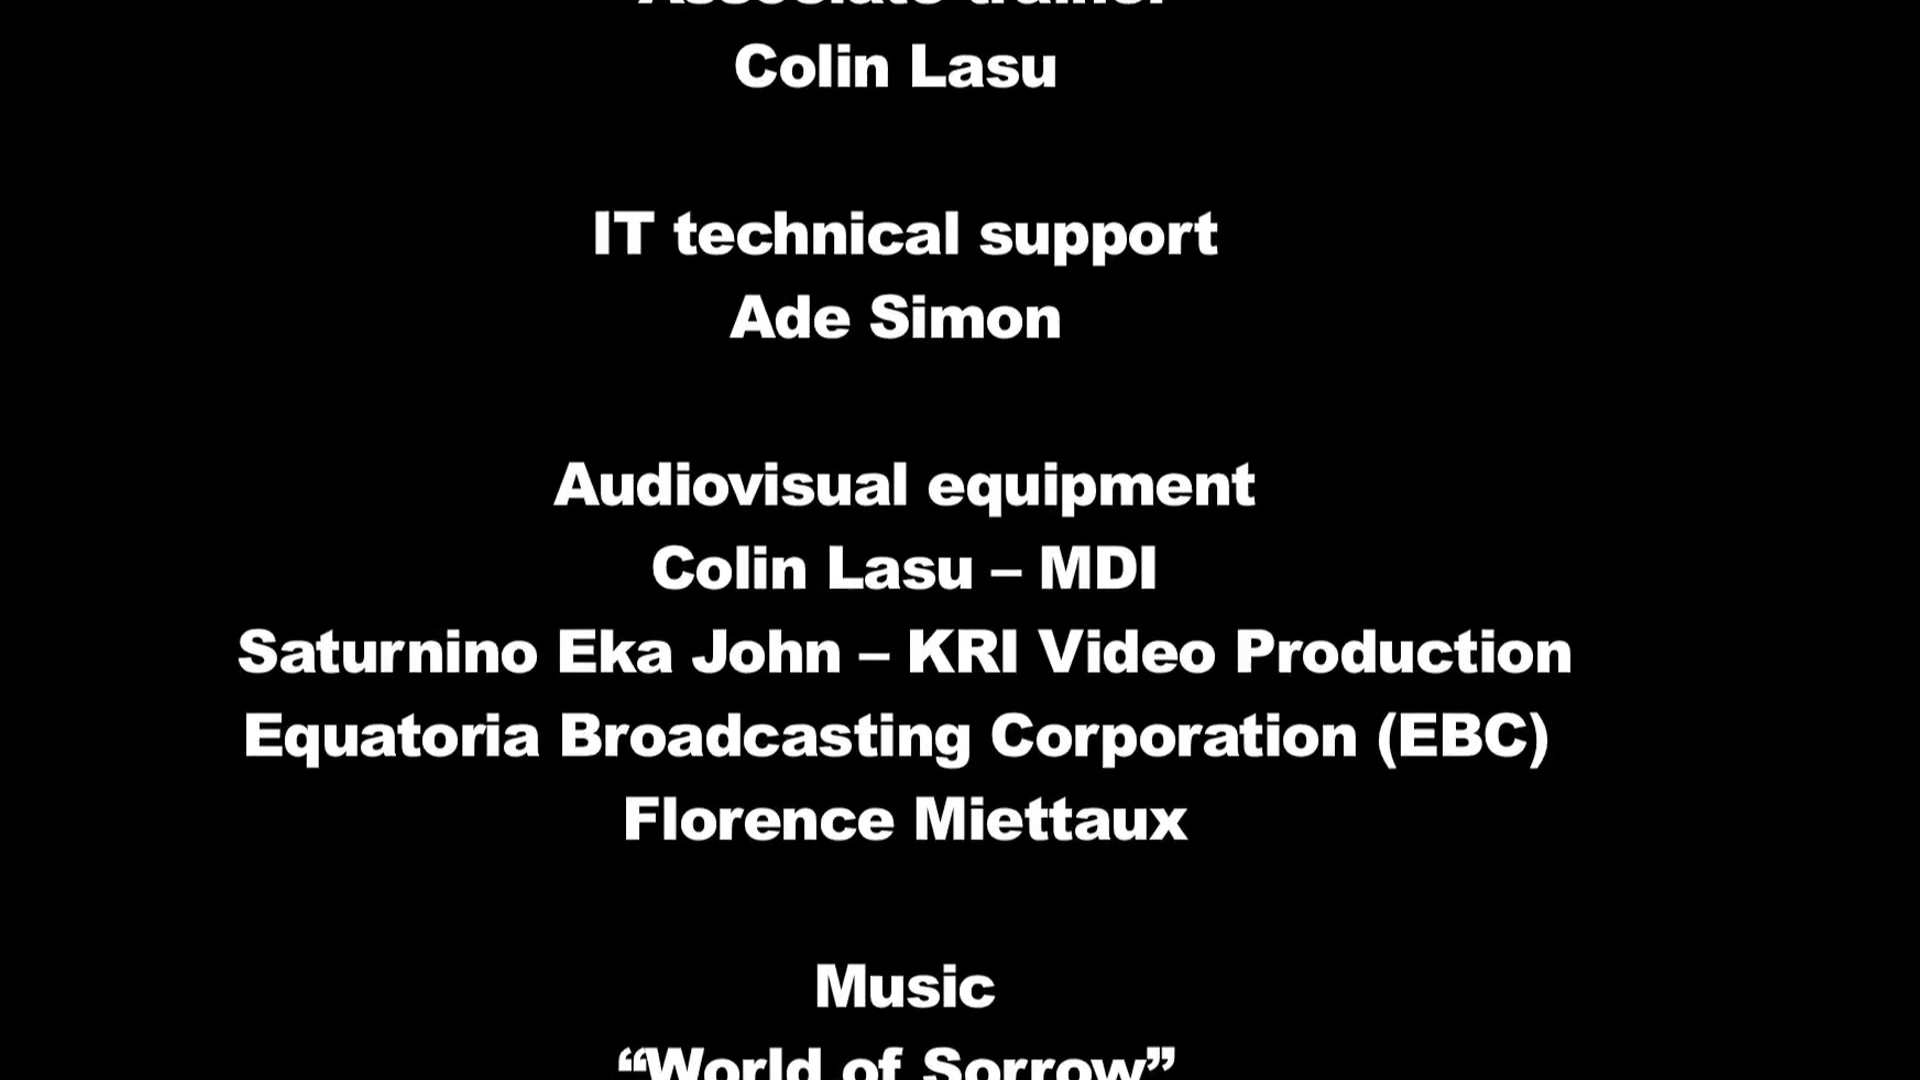 Associate trainer
Colin Lasu
IT technical support
Ade Simon
Audiovisual equipment
Colin Lasu – MDI
Saturnino Eka John – KRI Video Production
Equatoria Broadcasting Corporation (EBC)
Florence Miettaux
Music
“World of Sorrow”